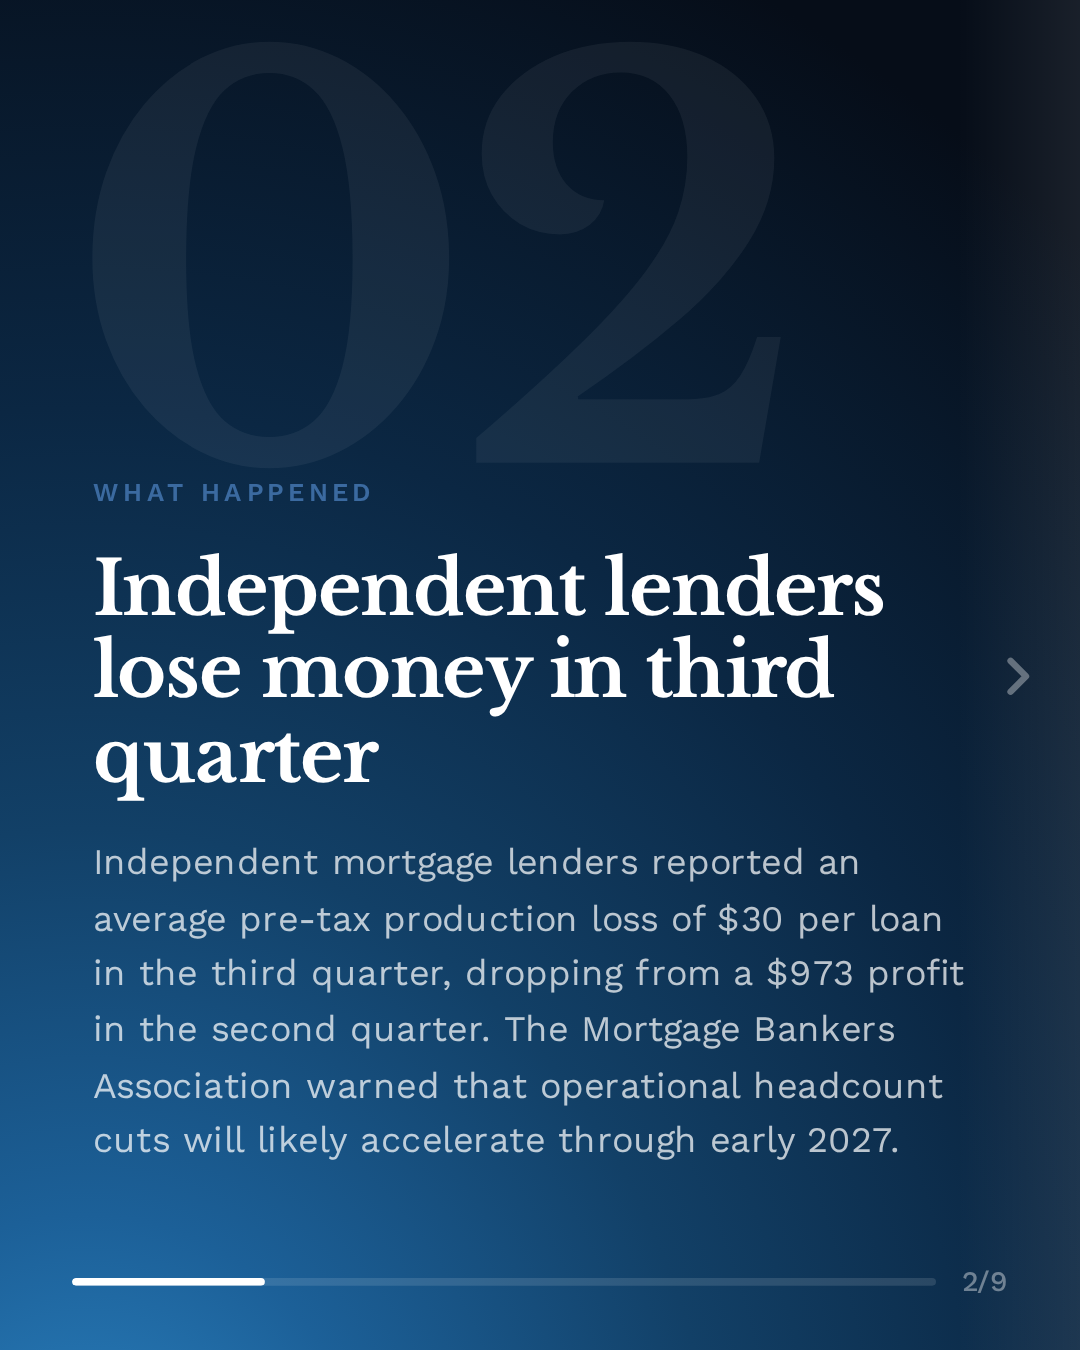 02
WHAT HAPPENED
Independent lenders
lose money in third
quarter
Independent mortgage lenders reported an
average pre-tax production loss of $30 per loan
in the third quarter, dropping from a $973 profit
in the second quarter. The Mortgage Bankers
Association warned that operational headcount
cuts will likely accelerate through early 2027.
2/9